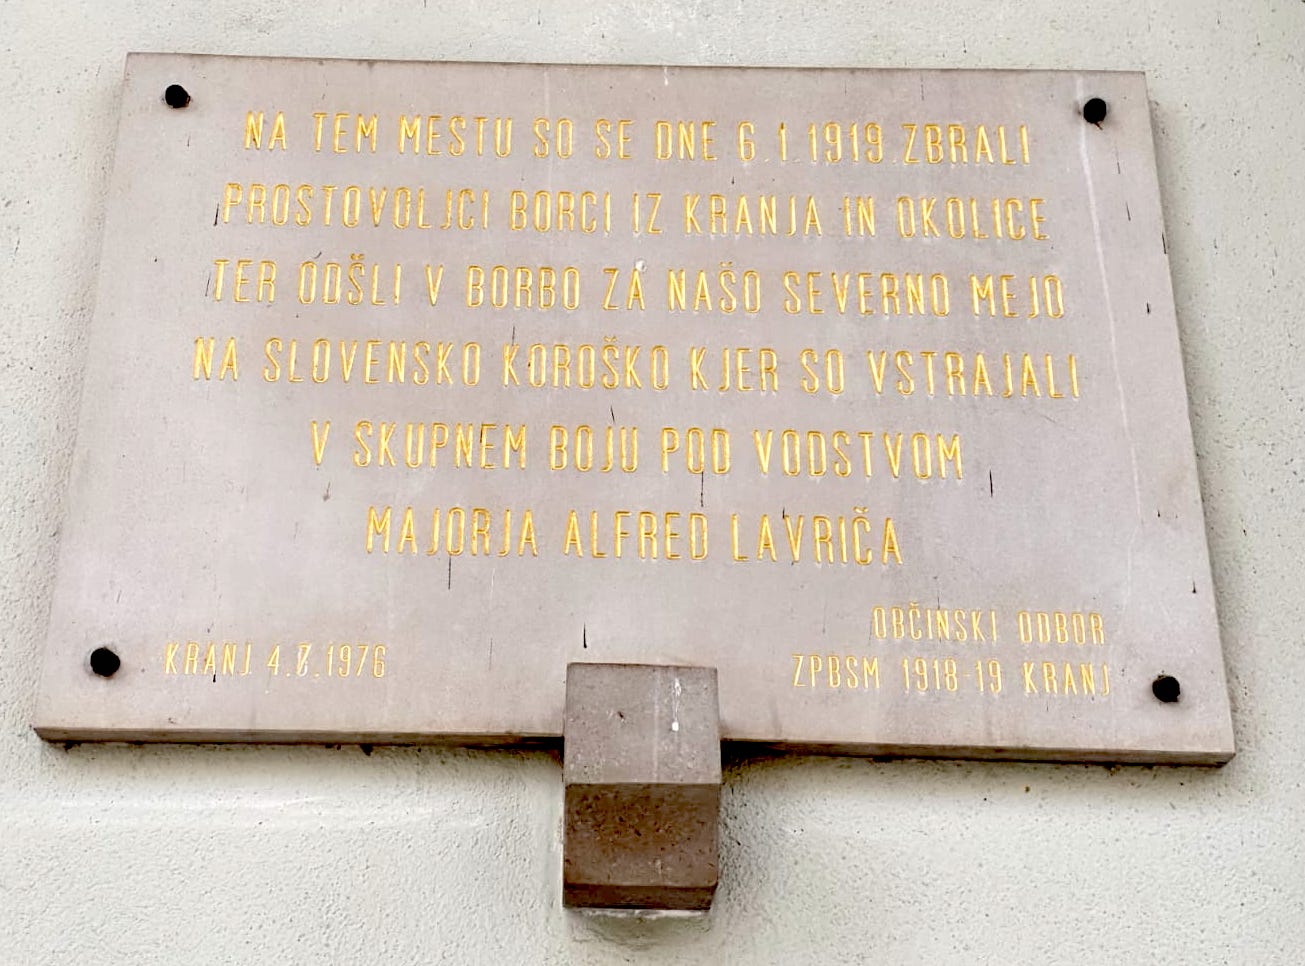 NA TEM MESTU SO SE DNE 6.1.1919 ZBRALI
PROSTOVOLJCI BORCI IZ KRANJA IN OKOLICE
TER ODŠLI V BORBO ZA NAŠO SEVERNO MEJO
NA SLOVENSKO KOROŠKO KJER SO VSTRAJALI
V SKUPNEM BOJU POD VODSTVOM
MAJORJA ALFRED LAVRIČA
KRANJ
OBČINSKI ODBOR
ZPBSM 1918-19 KRANJ